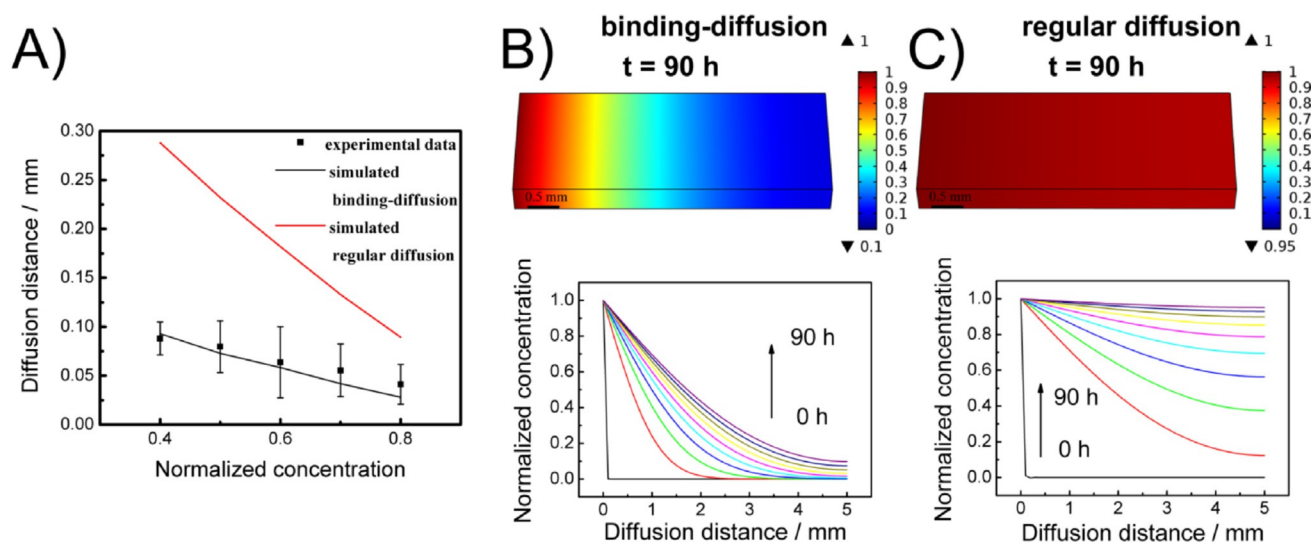 A)
0.30
0.25
0.20
0.15
0.10
0.05
0.00
Diffusion distance / mm
experimental data
simulated
binding-diffusion
simulated
regular diffusion
0.4 0.6 0.8
Normalized concentration
B)
binding-diffusion
t = 90 h
0.5 mm
▲ 1
1
0.9
0.8
0.7
0.6
0.5
0.4
0.3
0.2
0.1
0
▼ 0.1
Normalized concentration
1.0
0.8
0.6
0.4
0.2
0.0
90 h
0 h
0 1 2 3 4 5
Diffusion distance / mm
C)
regular diffusion
t = 90 h
0.5 mm
▲ 1
1
0.9
0.8
0.7
0.6
0.5
0.4
0.3
0.2
0.1
0
▼ 0.95
Normalized concentration
1.0
0.8
0.6
0.4
0.2
0.0
90 h
0 h
0 1 2 3 4 5
Diffusion distance / mm